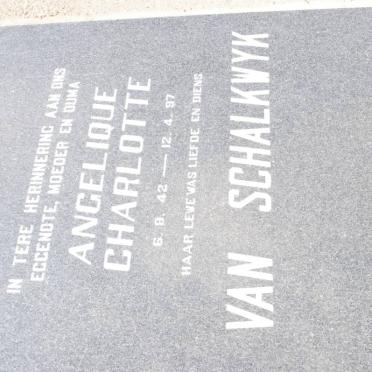 IN TERE HERINNERING AAN ONS
EGGENOTE, MOEDER EN OUMA
ANGELIQUE
CHARLOTTE
6. 9. 42 — 12. 4. 97
HAAR LEWE WAS LIEFDE EN DIENS
VAN SCHALKWYK